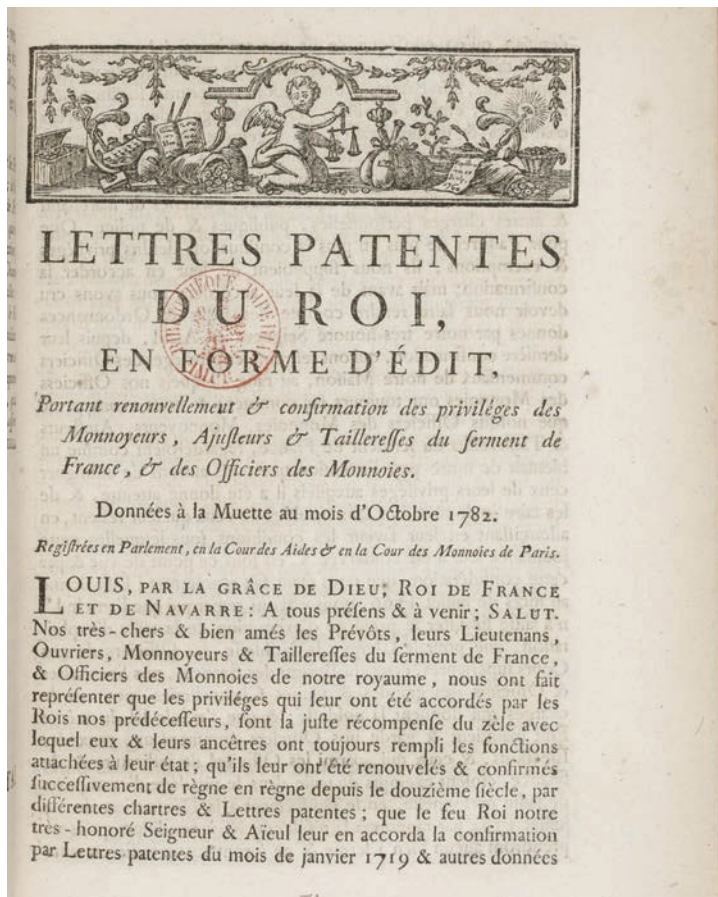 LETTRES PATENTES
DU ROI,
EN FORME D'ÉDIT,
Portant renouvellement & confirmation des priviléges des
Monnoyeurs, Ajuſteurs & Taillereſſes du ſerment de
France, & des Officiers des Monnoies.
Données à la Muette au mois d'Octobre 1782.
Regiſtrées en Parlement, en la Cour des Aides & en la Cour des Monnoies de Paris.
LOUIS, PAR LA GRÂCE DE DIEU, ROI DE FRANCE
ET DE NAVARRE: A tous préſens & à venir; SALUT.
Nos très-chers & bien amés les Prévôts, leurs Lieutenans,
Ouvriers, Monnoyeurs & Taillereſſes du ſerment de France,
& Officiers des Monnoies de notre royaume, nous ont fait
repréſenter que les priviléges qui leur ont été accordés par les
Rois nos prédéceſſeurs, ſont la juſte récompenſe du zèle avec
lequel eux & leurs ancêtres ont toujours rempli les fonctions
attachées à leur état; qu'ils leur ont été renouvelés & confirmés
ſucceſſivement de règne en règne depuis le douzième ſiècle, par
différentes chartres & Lettres patentes; que le feu Roi notre
très-honoré Seigneur & Aïeul leur en accorda la confirmation
par Lettres patentes du mois de janvier 1719 & autres données